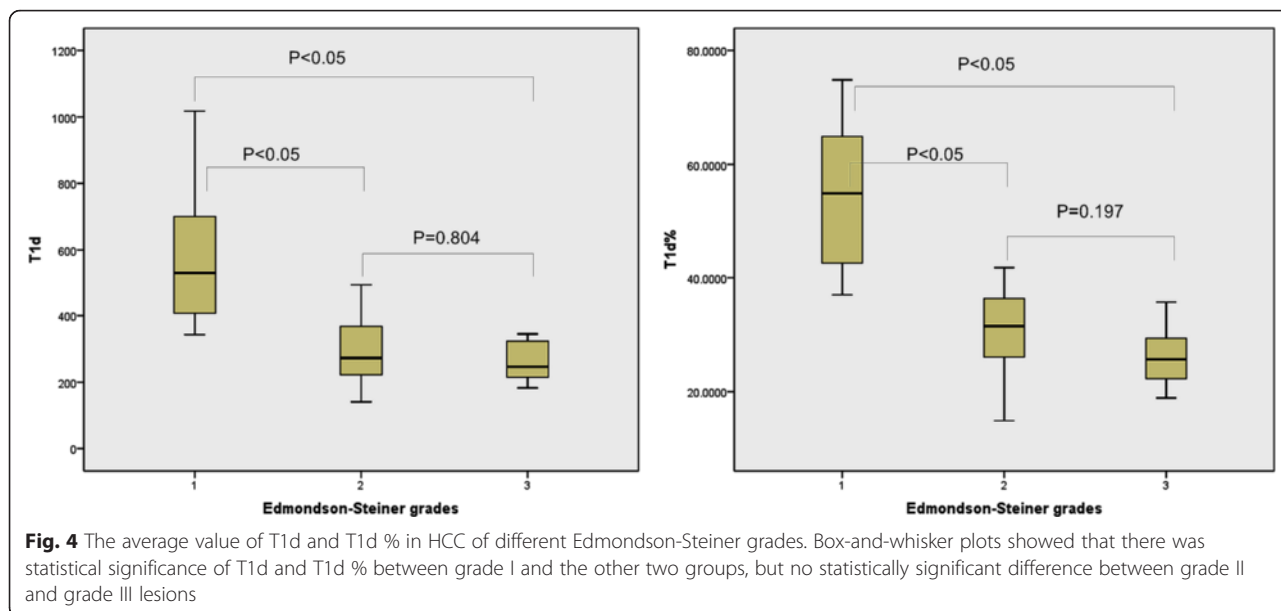 1200
1000
800
600
400
200
0
T1d
P<0.05
P<0.05
P=0.804
1
2
3
Edmondson-Steiner grades
80.0000
60.0000
40.0000
20.0000
T1d%
P<0.05
P<0.05
P=0.197
1
2
3
Edmondson-Steiner grades
Fig. 4 The average value of T1d and T1d % in HCC of different Edmondson-Steiner grades. Box-and-whisker plots showed that there was
statistical significance of T1d and T1d % between grade I and the other two groups, but no statistically significant difference between grade II
and grade III lesions